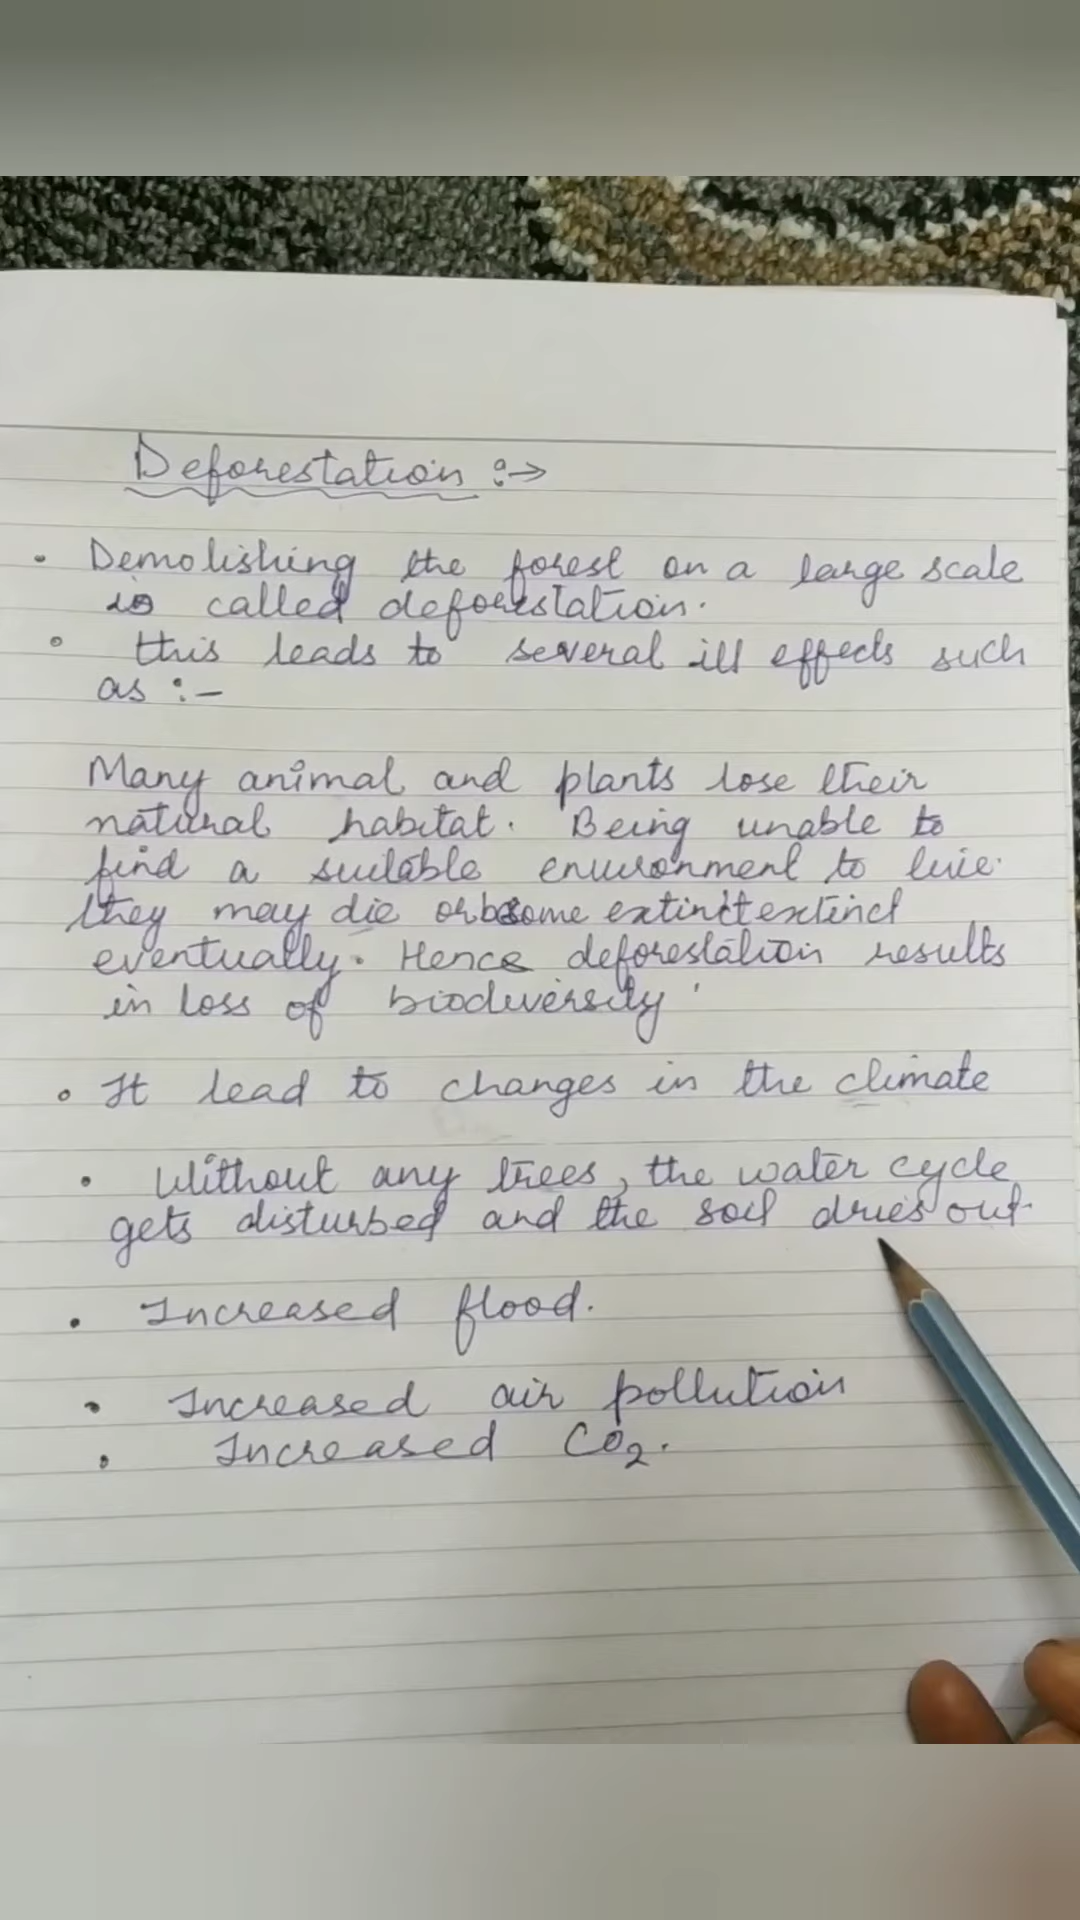 Deforestation :→
• Demolishing the forest on a large scale
is called deforestation.
• this leads to several ill effects such
as :-
Many animal and plants lose their
natural habitat. Being unable to
find a suitable environment to live.
they may die or become extinct extinct
eventually. Hence deforestation results
in loss of biodiversity.
• It lead to changes in the climate
• Without any trees, the water cycle
gets disturbed and the soil dries out.
• Increased flood.
• Increased air pollution
• Increased CO₂.